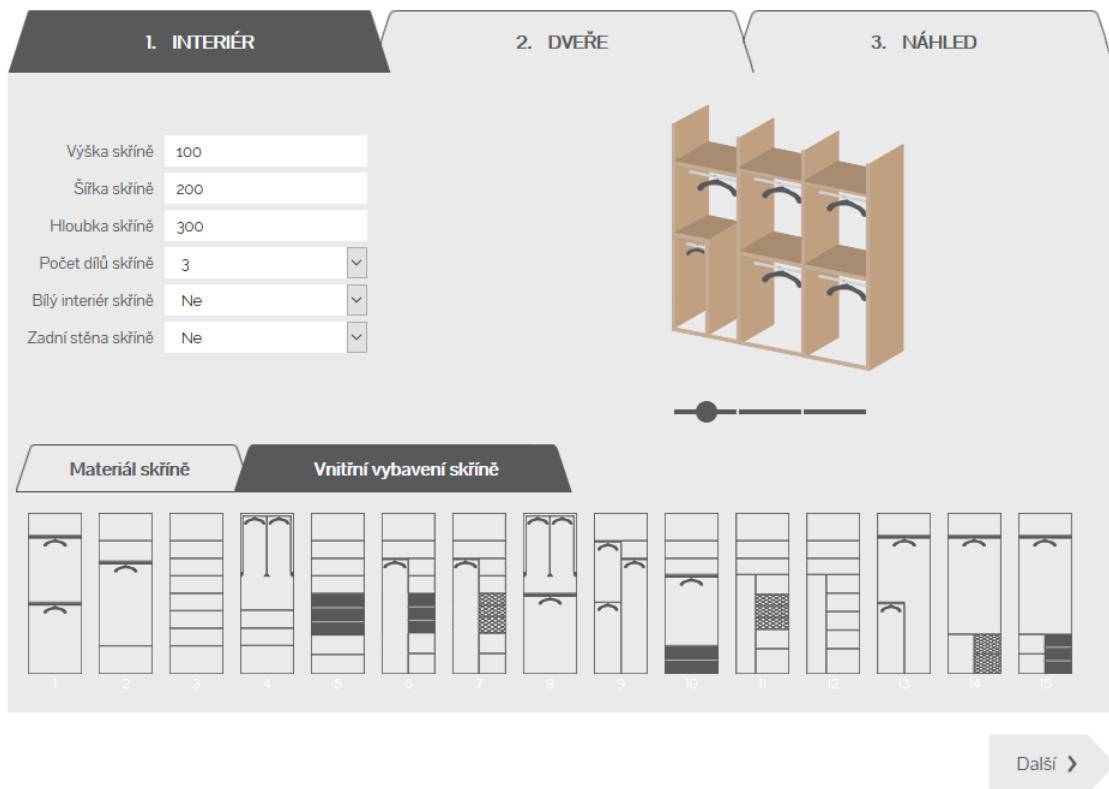 1. INTERIÉR
2. DVEŘE
3. NÁHLED
Výška skříně 100
Šířka skříně 200
Hloubka skříně 300
Počet dílů skříně 3
Bílý interiér skříně Ne
Zadní stěna skříně Ne
Materiál skříně
Vnitřní vybavení skříně
1 2 3 4 5 6 7 8 9 10 11 12 13 14 15
Další